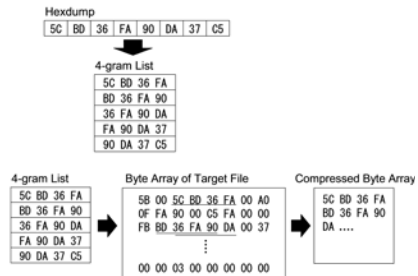 Hexdump
5C BD 36 FA 90 DA 37 C5
4-gram List
5C BD 36 FA
BD 36 FA 90
36 FA 90 DA
FA 90 DA 37
90 DA 37 C5
4-gram List
5C BD 36 FA
BD 36 FA 90
36 FA 90 DA
FA 90 DA 37
90 DA 37 C5
Byte Array of Target File
5B 00 5C BD 36 FA 00 A0
0F FA 90 00 C5 FA 00 00
FB BD 36 FA 90 DA 00 37
⋮
00 00 03 00 00 00 00 00
Compressed Byte Array
5C BD 36 FA
BD 36 FA 90
DA ....